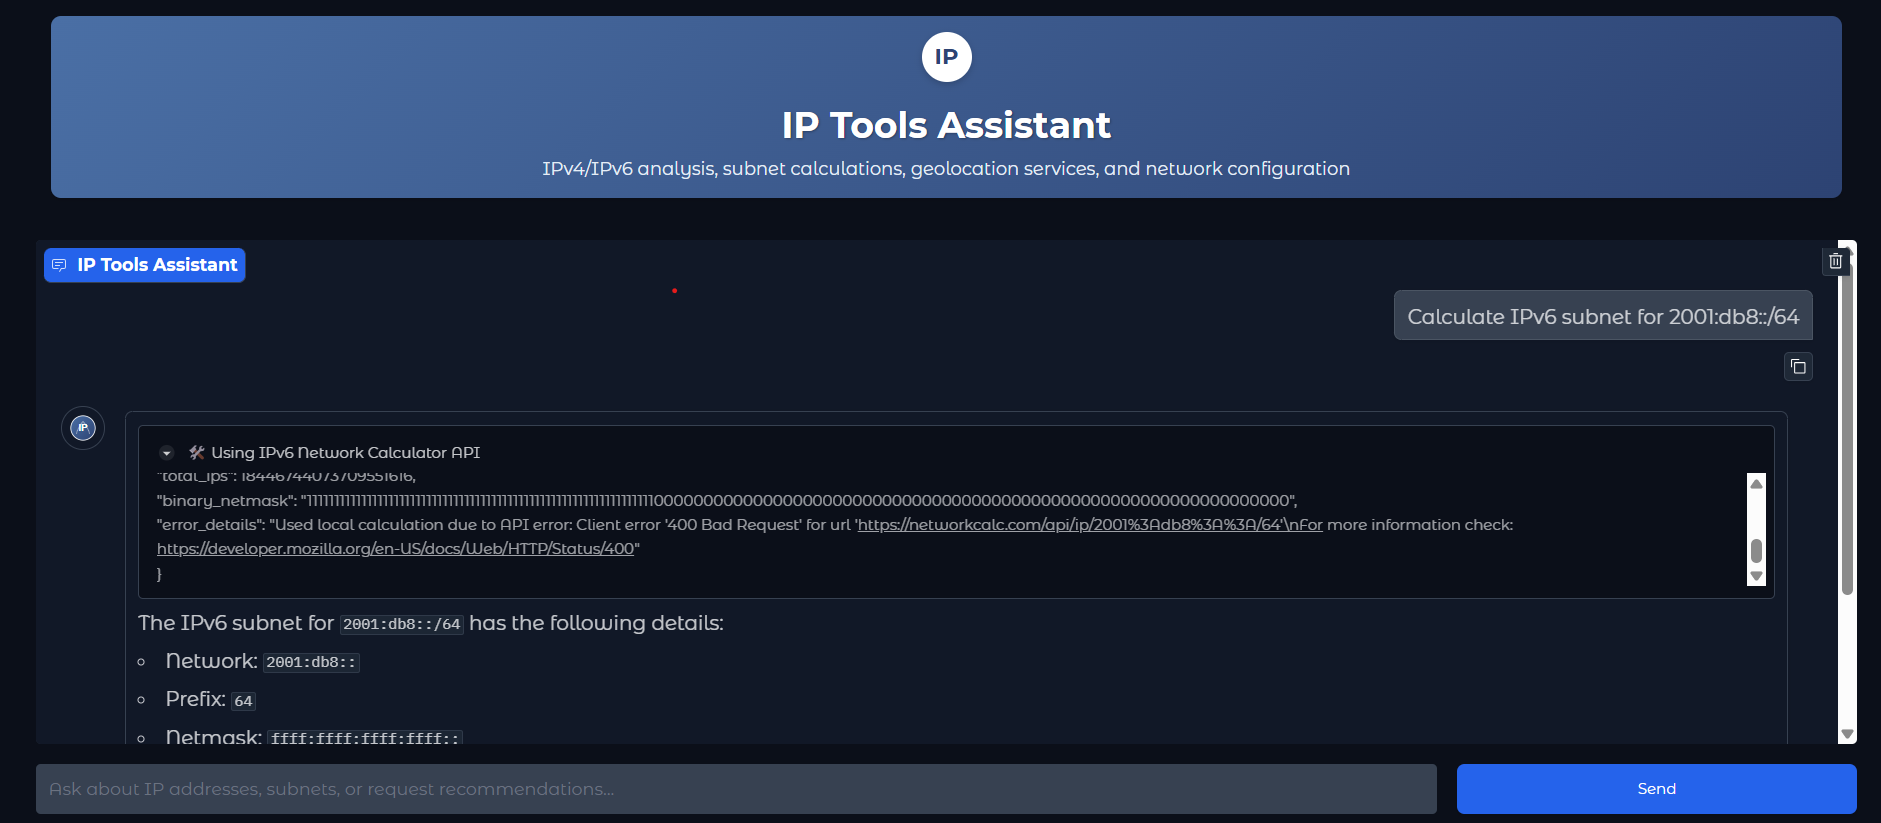 IP
IP Tools Assistant
IPv4/IPv6 analysis, subnet calculations, geolocation services, and network configuration
IP Tools Assistant
Calculate IPv6 subnet for 2001:db8::/64
IP
🛠 Using IPv6 Network Calculator API
"total_ips": 18446744073709551616,
"binary_netmask": "11111111111111111111111111111111111111111111111111111111111111110000000000000000000000000000000000000000000000000000000000000000",
"error_details": "Used local calculation due to API error: Client error '400 Bad Request' for url 'https://networkcalc.com/api/ip/2001%3Adb8%3A%3A/64'\nFor more information check:
https://developer.mozilla.org/en-US/docs/Web/HTTP/Status/400"
}
The IPv6 subnet for 2001:db8::/64 has the following details:
Network: 2001:db8::
Prefix: 64
Netmask: ffff:ffff:ffff:ffff::
Ask about IP addresses, subnets, or request recommendations...
Send